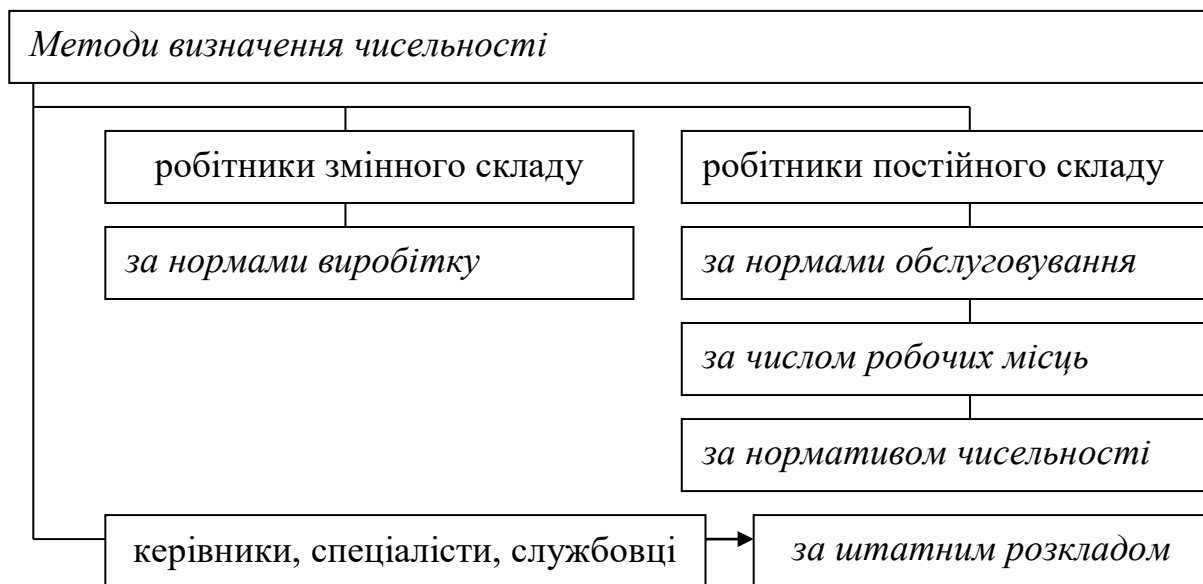 Методи визначення чисельності
робітники змінного складу
робітники постійного складу
за нормами виробітку
за нормами обслуговування
за числом робочих місць
за нормативом чисельності
керівники, спеціалісти, службовці
за штатним розкладом